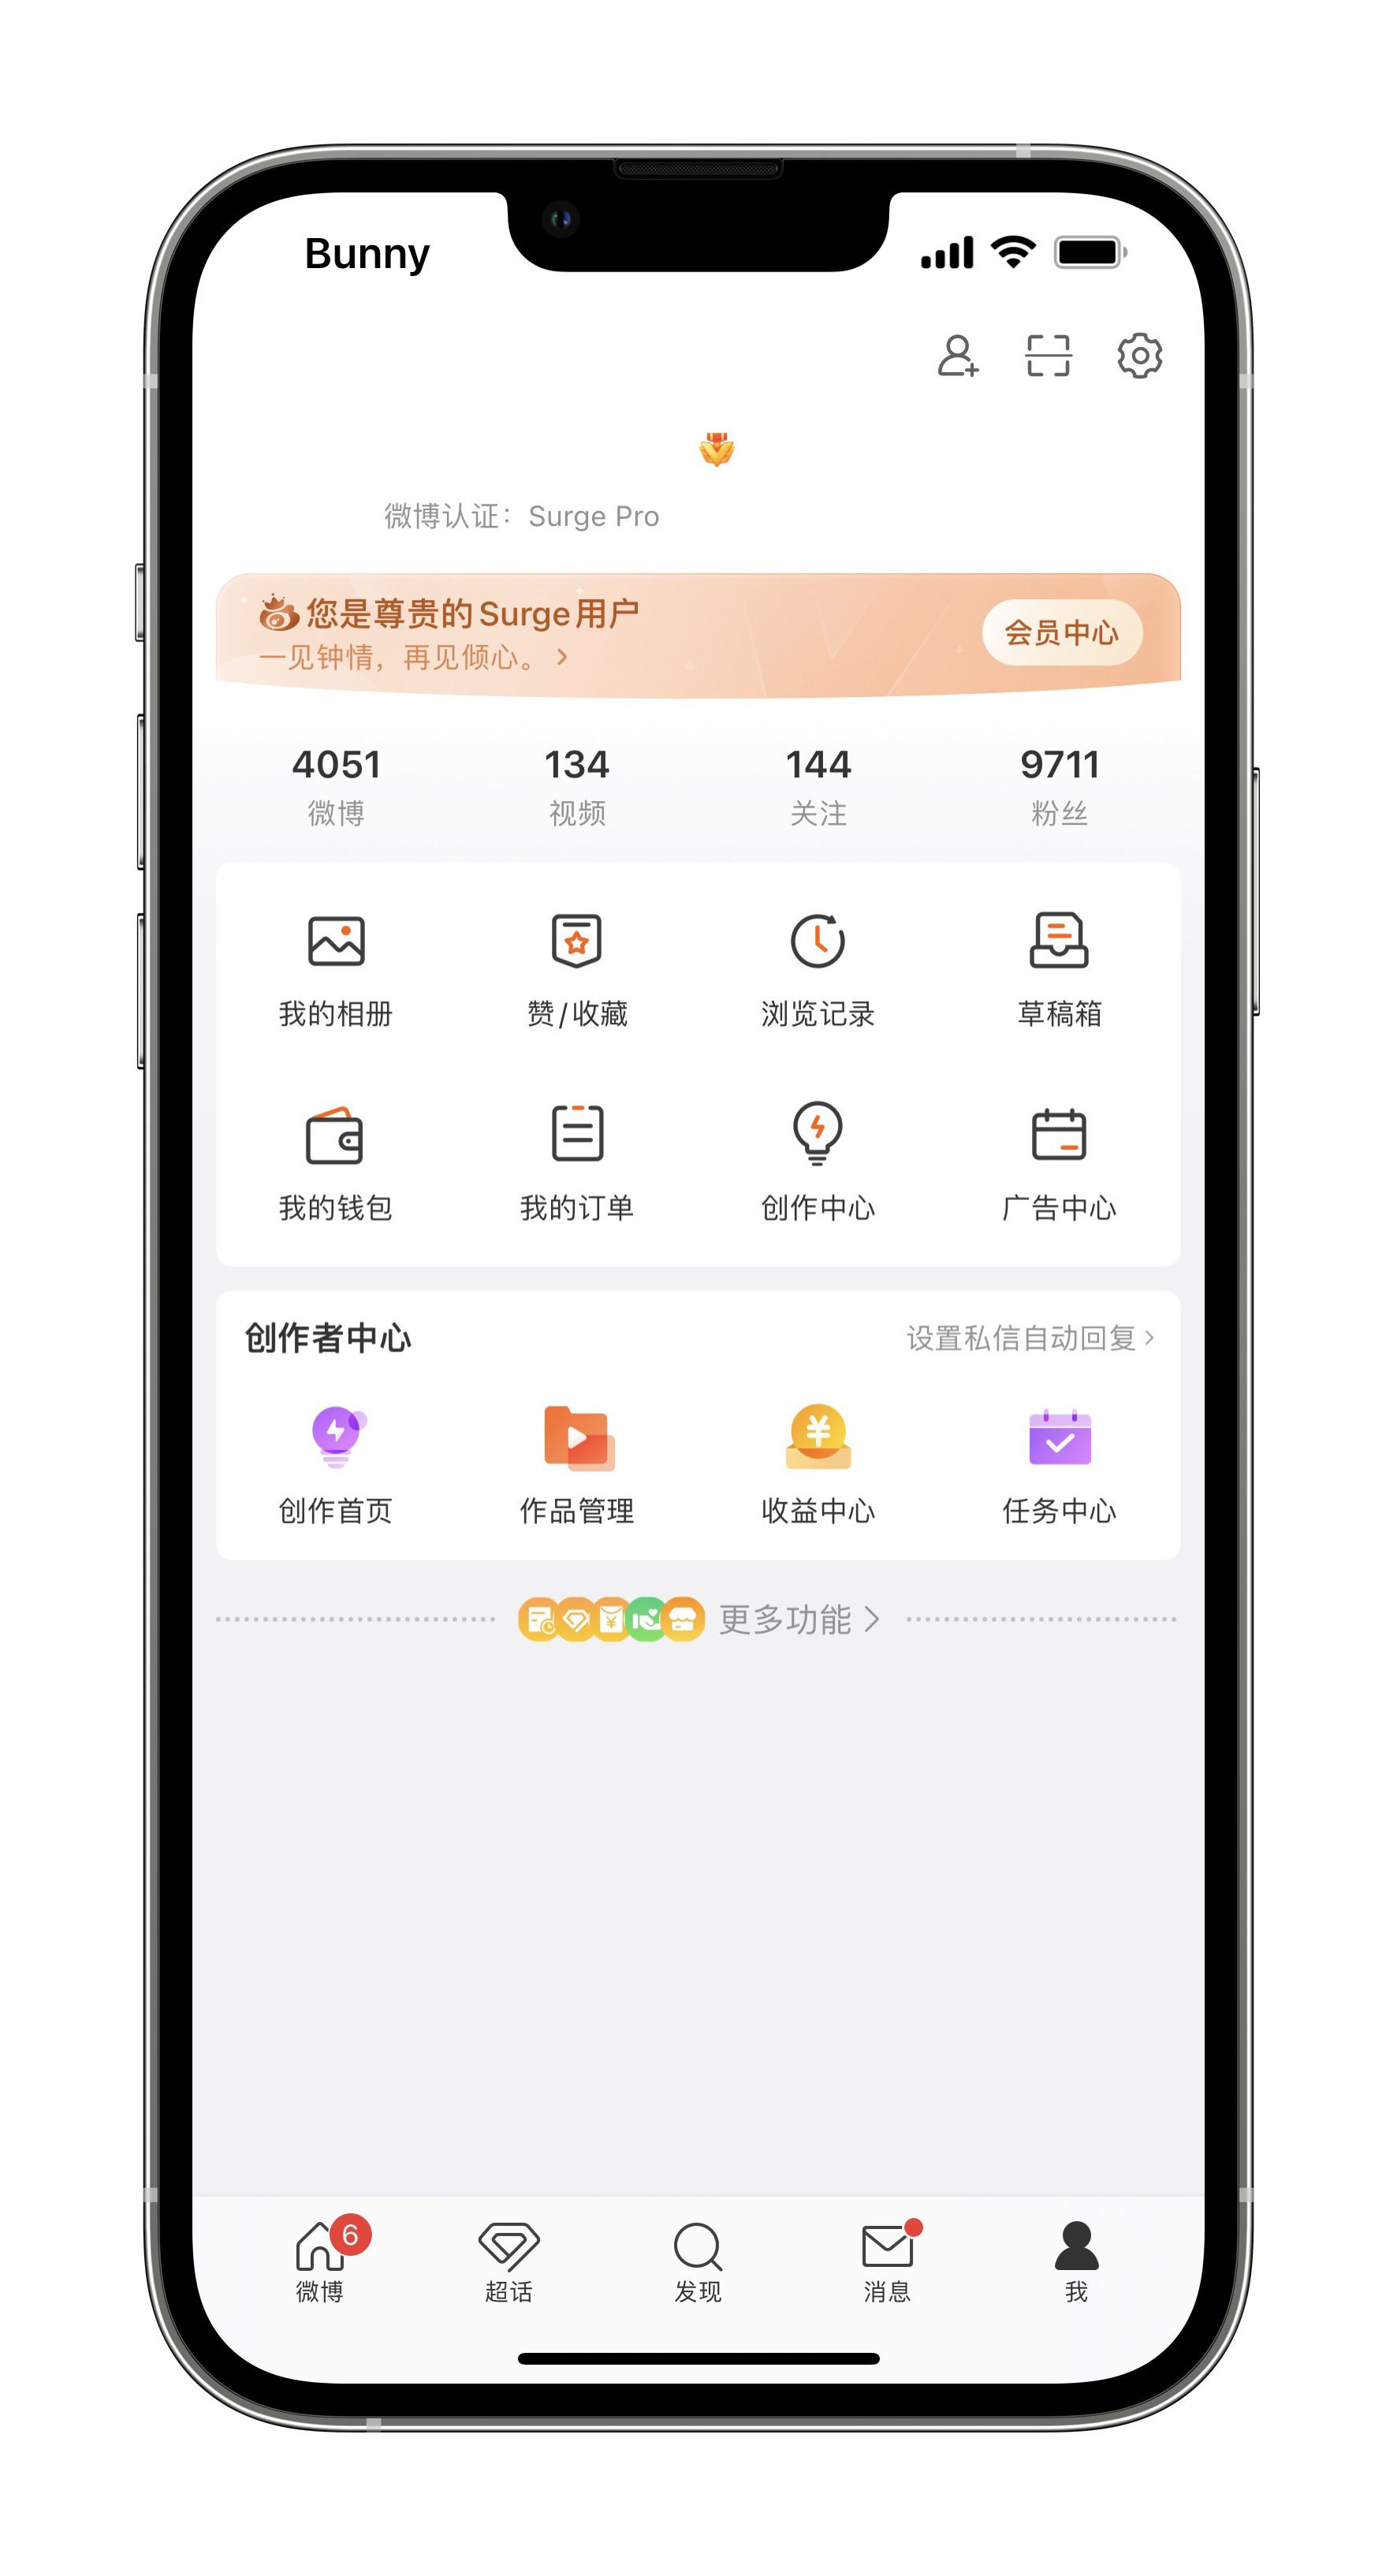 Bunny
微博认证：Surge Pro
您是尊贵的Surge用户
一见钟情，再见倾心。
会员中心
4051 134 144 9711
微博 视频 关注 粉丝
我的相册 赞/收藏 浏览记录 草稿箱
我的钱包 我的订单 创作中心 广告中心
创作者中心 设置私信自动回复
创作首页 作品管理 收益中心 任务中心
更多功能
6
微博 超话 发现 消息 我